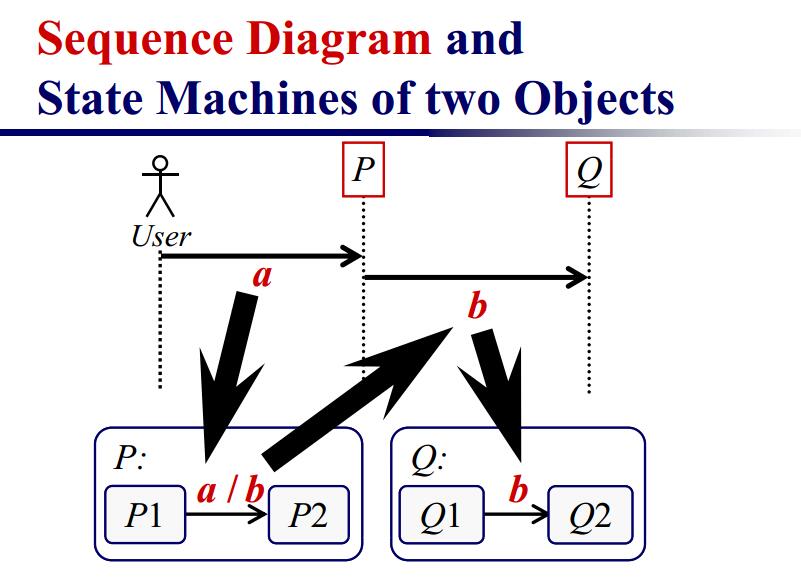 Sequence Diagram and
State Machines of two Objects
P
Q
User
a
b
P:
a / b
P1
P2
Q:
b
Q1
Q2